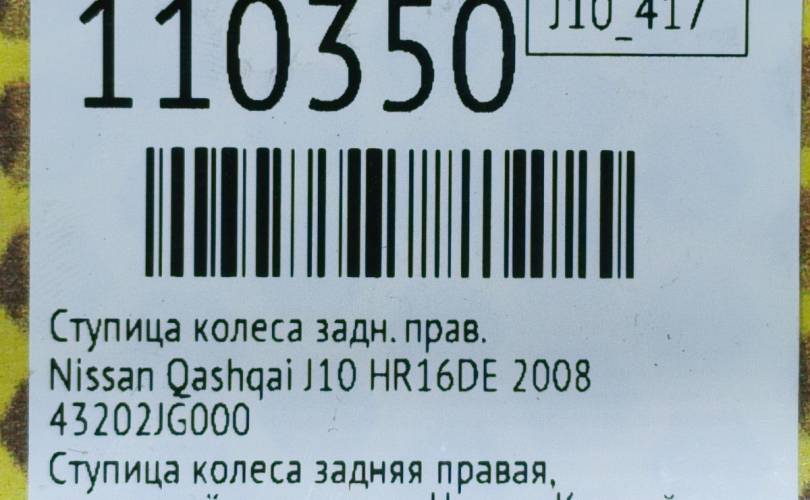 110350
J10_417
Ступица колеса задн. прав.
Nissan Qashqai J10 HR16DE 2008
43202JG000
Ступица колеса задняя правая,